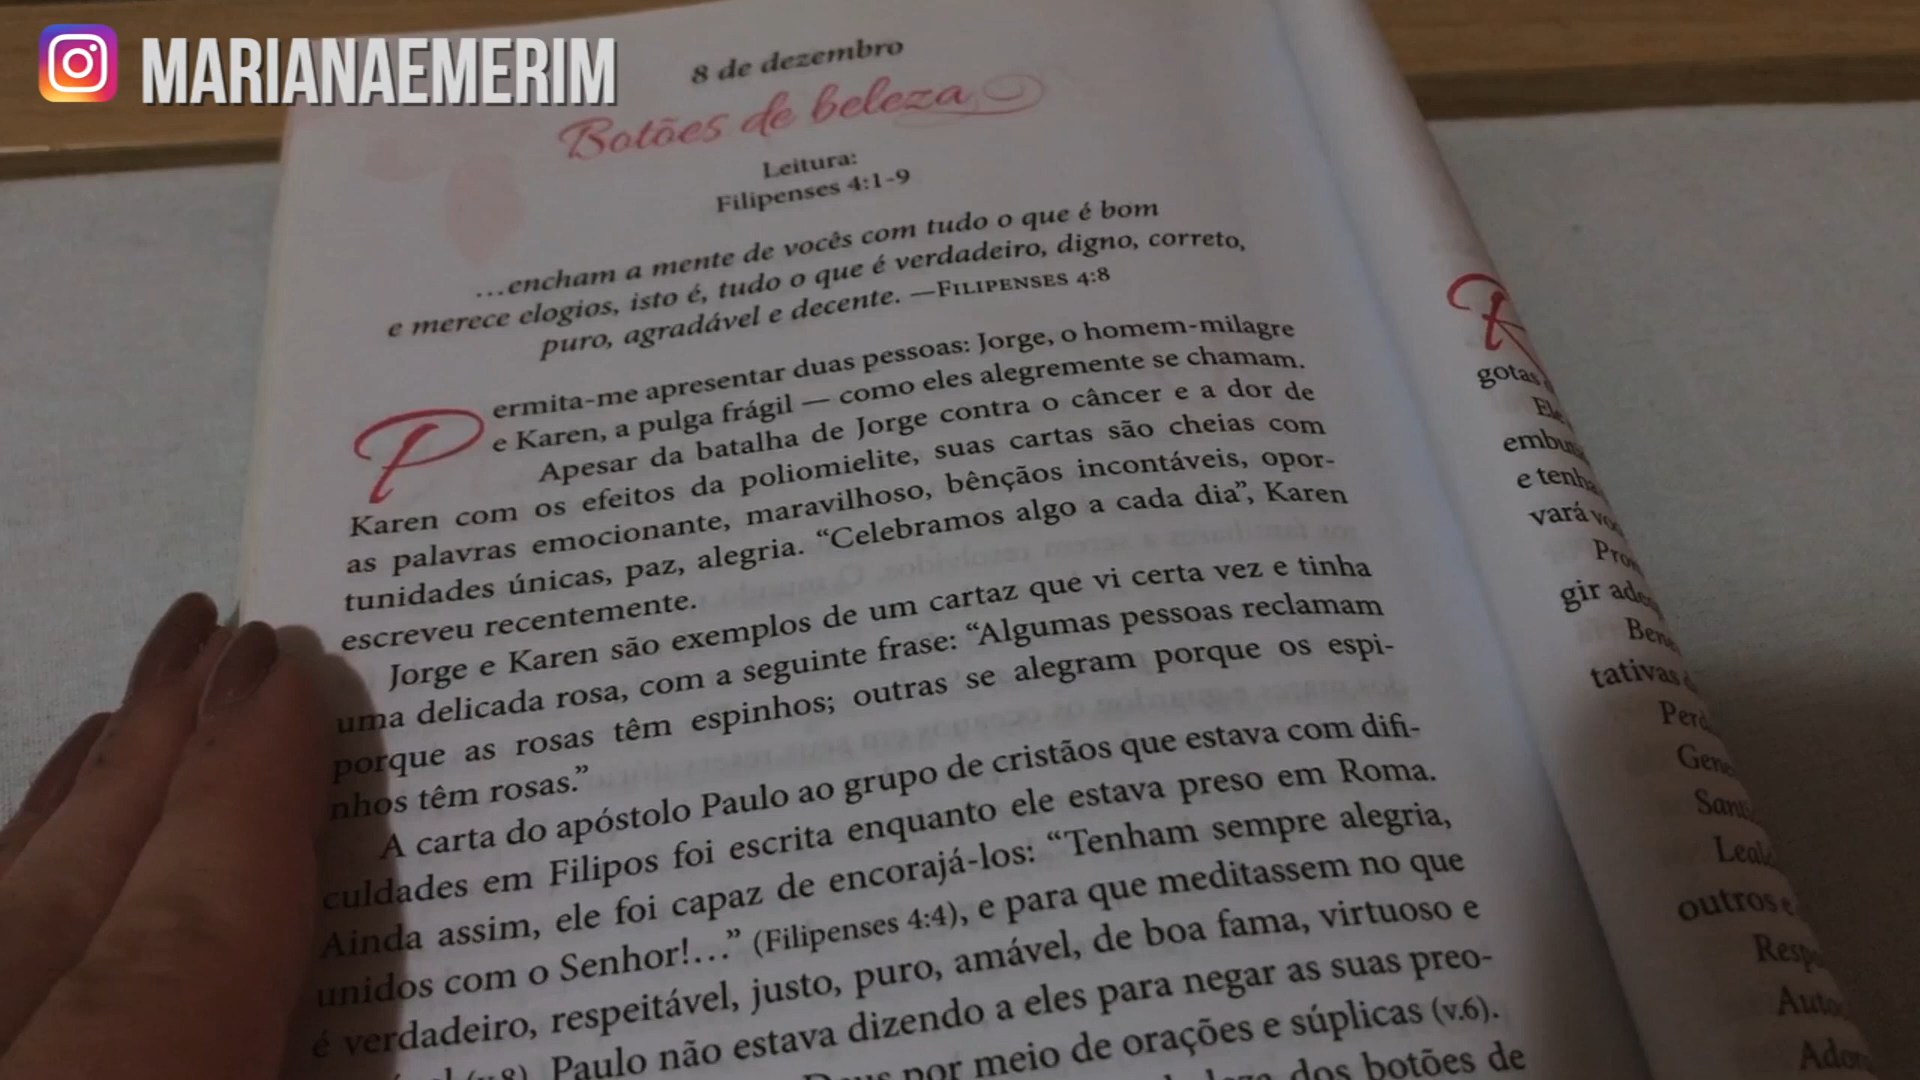 MARIANAEMERIM
8 de dezembro
Botões de beleza
Leitura:
Filipenses 4:1-9
...encham a mente de vocês com tudo o que é bom
e merece elogios, isto é, tudo o que é verdadeiro, digno, correto,
puro, agradável e decente. —FILIPENSES 4:8
Permita-me apresentar duas pessoas: Jorge, o homem-milagre
e Karen, a pulga frágil — como eles alegremente se chamam.
Apesar da batalha de Jorge contra o câncer e a dor de
Karen com os efeitos da poliomielite, suas cartas são cheias com
as palavras emocionante, maravilhoso, bênçãos incontáveis, opor-
tunidades únicas, paz, alegria. “Celebramos algo a cada dia”, Karen
escreveu recentemente.
Jorge e Karen são exemplos de um cartaz que vi certa vez e tinha
uma delicada rosa, com a seguinte frase: “Algumas pessoas reclamam
porque as rosas têm espinhos; outras se alegram porque os espi-
nhos têm rosas.”
A carta do apóstolo Paulo ao grupo de cristãos que estava com difi-
culdades em Filipos foi escrita enquanto ele estava preso em Roma.
Ainda assim, ele foi capaz de encorajá-los: “Tenham sempre alegria,
unidos com o Senhor!...” (Filipenses 4:4), e para que meditassem no que
é verdadeiro, respeitável, justo, puro, amável, de boa fama, virtuoso e
Paulo não estava dizendo a eles para negar as suas preo-
por meio de orações e súplicas (v.6).
dos botões de
gotas
e tenha
vará
gir
tativas
outros e